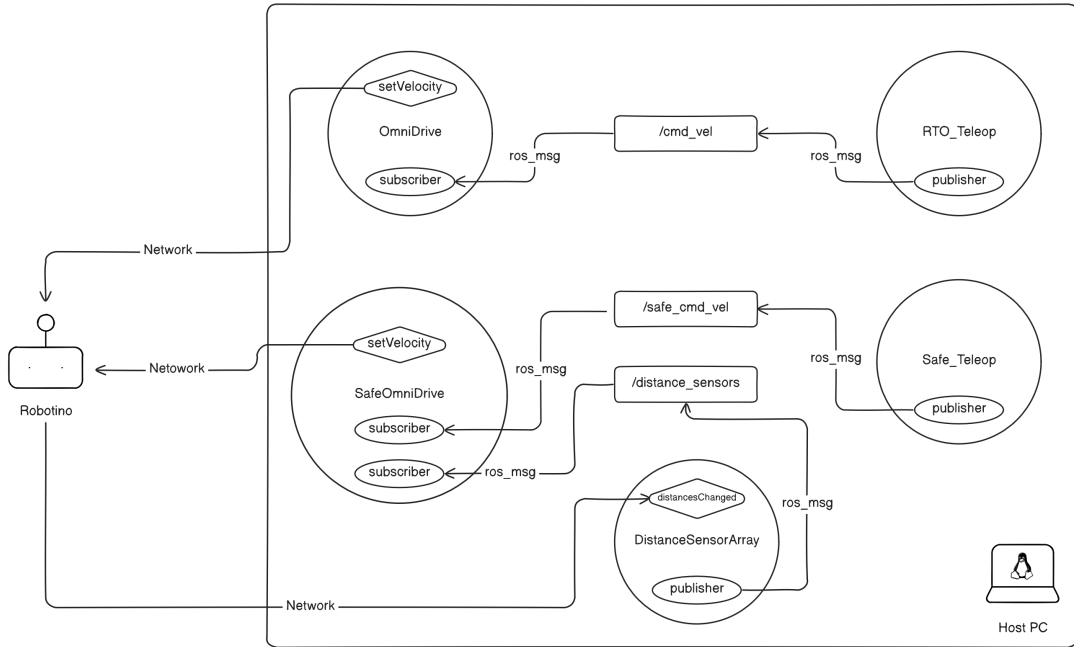 setVelocity
OmniDrive
subscriber
ros_msg
/cmd_vel
ros_msg
RTO_Teleop
publisher
Network
setVelocity
SafeOmniDrive
subscriber
subscriber
Netowork
Robotino
ros_msg
/safe_cmd_vel
/distance_sensors
ros_msg
ros_msg
Safe_Teleop
publisher
distancesChanged
DistanceSensorArray
publisher
ros_msg
Network
Host PC